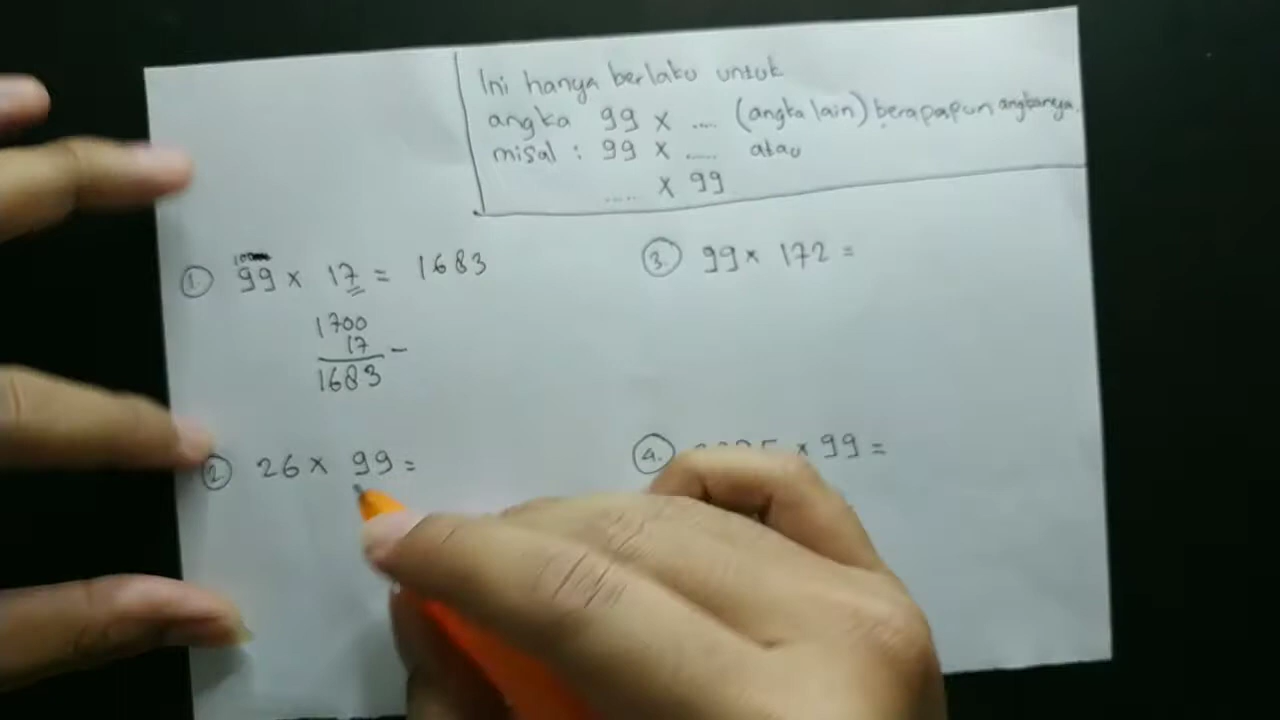 Ini hanya berlaku untuk
angka 99 x .... (angka lain) berapapun angkanya.
misal : 99 x .... atau
..... x 99
1. 99 x 17 = 1683
1700
17 -
1683
2. 26 x 99 =
3. 99 x 172 =
4. x 99 =